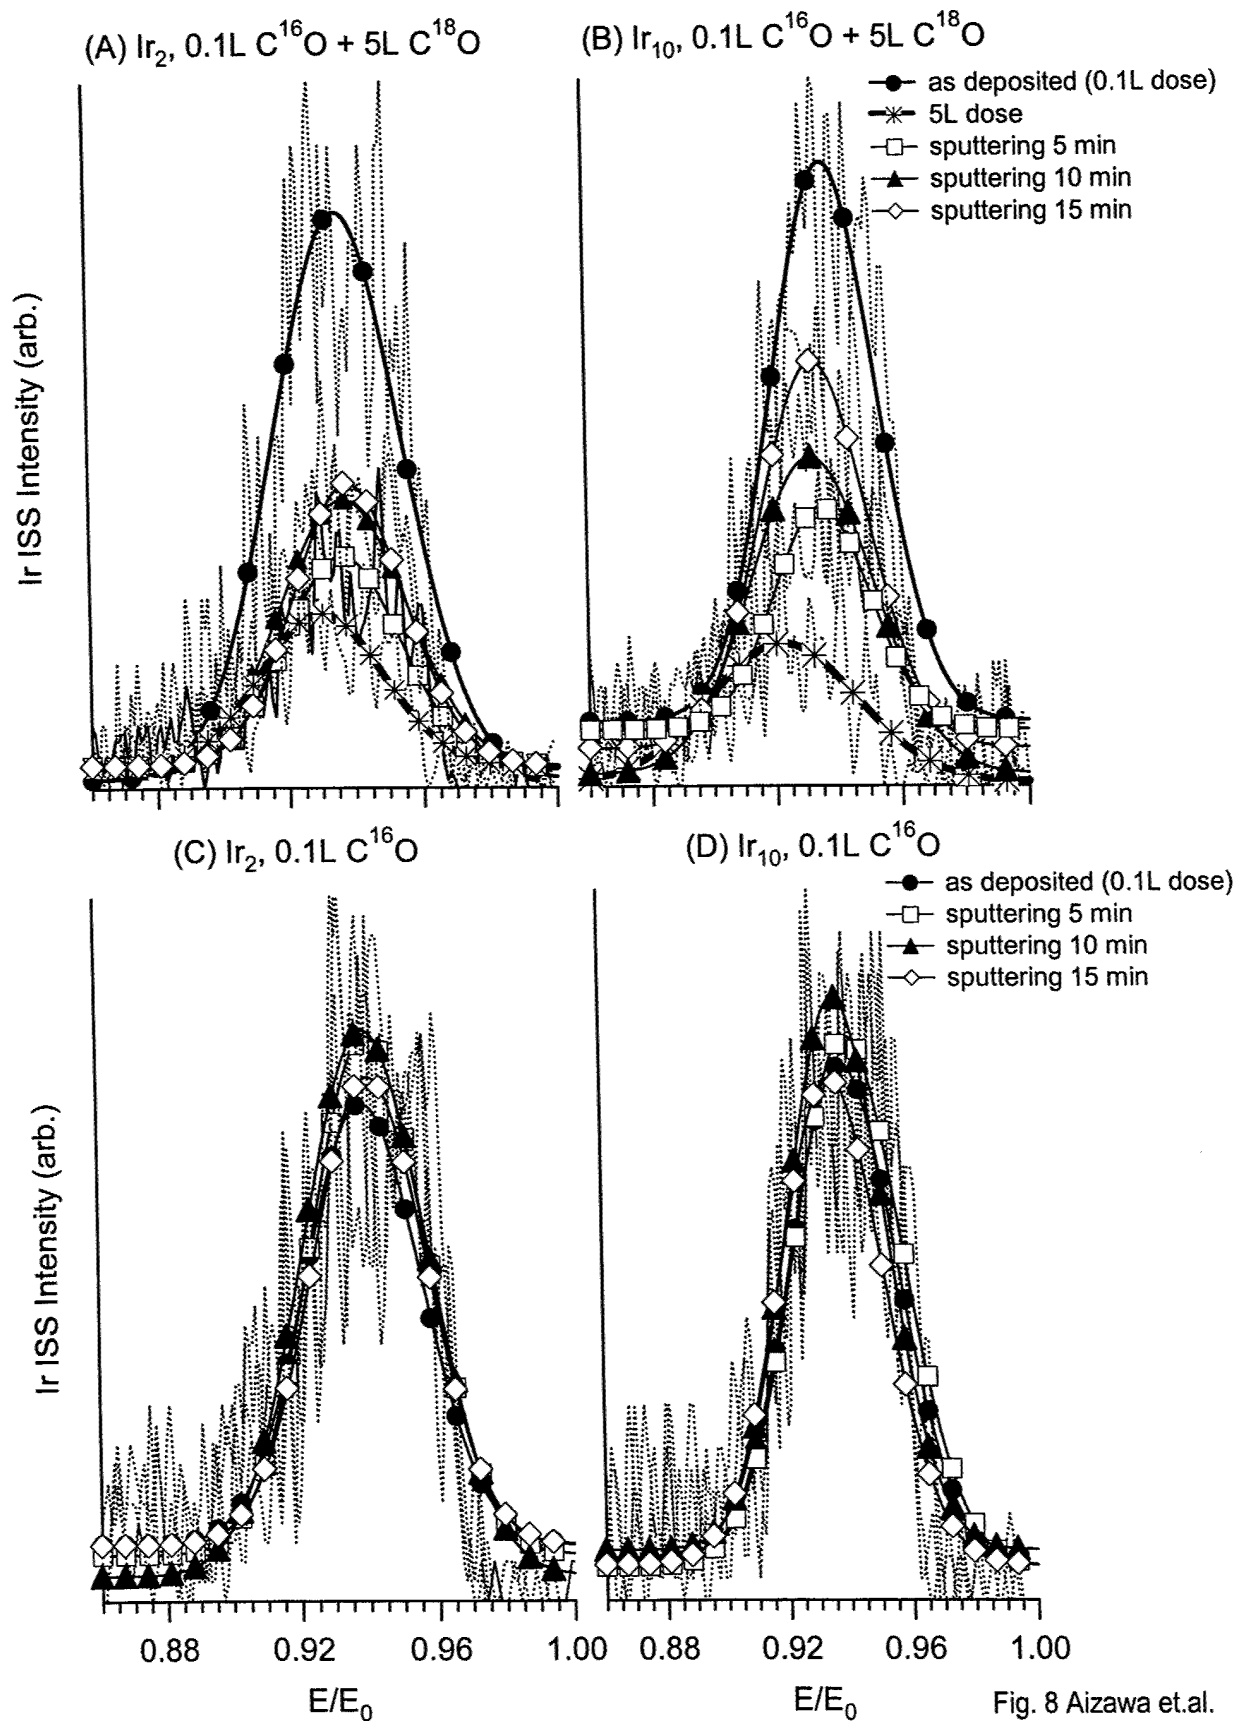 (A) Ir₂, 0.1L C¹⁶O + 5L C¹⁸O
(B) Ir₁₀, 0.1L C¹⁶O + 5L C¹⁸O
as deposited (0.1L dose)
5L dose
sputtering 5 min
sputtering 10 min
sputtering 15 min
Ir ISS Intensity (arb.)
(C) Ir₂, 0.1L C¹⁶O
(D) Ir₁₀, 0.1L C¹⁶O
as deposited (0.1L dose)
sputtering 5 min
sputtering 10 min
sputtering 15 min
Ir ISS Intensity (arb.)
0.88 0.92 0.96 1.00
0.88 0.92 0.96 1.00
E/E₀
E/E₀
Fig. 8 Aizawa et.al.